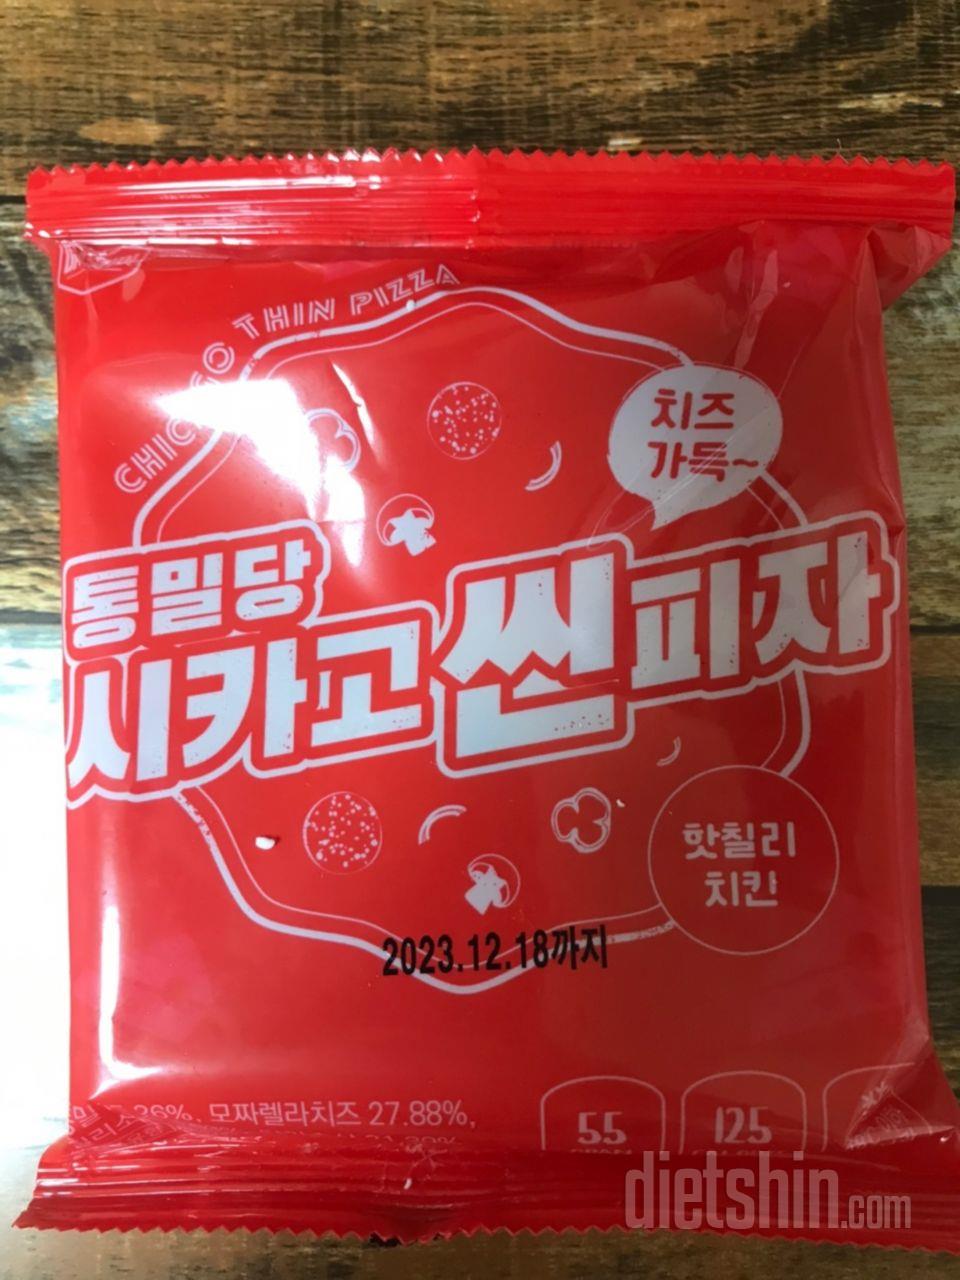 CHICAGO THIN PIZZA
치즈
가득~
통밀당
시카고 씬 피자
핫칠리
치킨
2023.12.18까지
36%, 모짜렐라치즈 27.88%,
55
125
dietshin.com